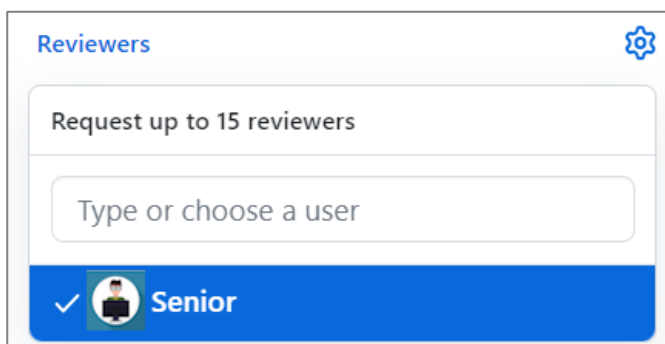 Reviewers
Request up to 15 reviewers
Type or choose a user
Senior